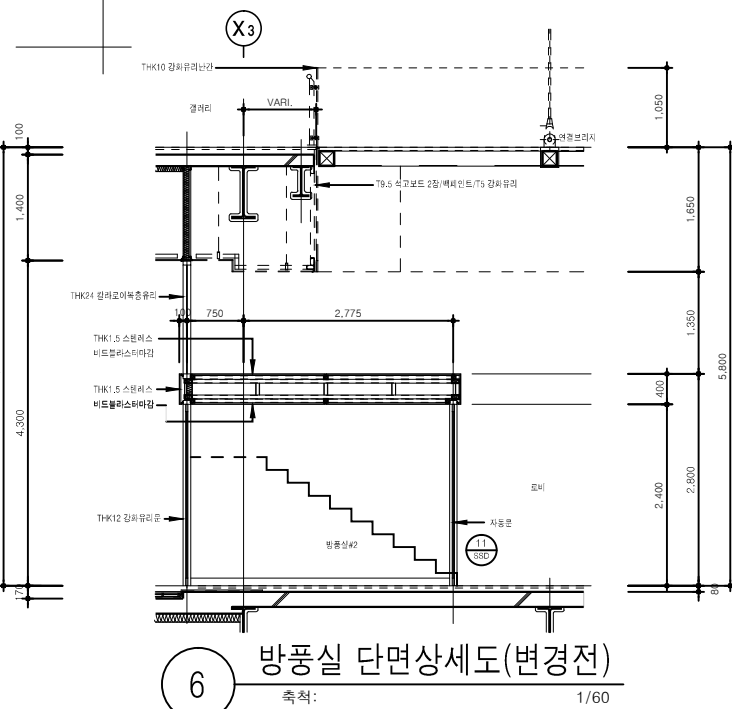 X3
THK10 강화유리난간
갤러리
VARI.
연결브리지
1,050
100
1,400
T9.5 석고보드 2장/백페인트/T5 강화유리
1,650
THK24 칼라로이복층유리
100
750
2,775
1,350
THK1.5 스텐레스
비드블라스터마감
5,800
THK1.5 스텐레스
비드블라스터마감
400
4,300
2,800
2,400
로비
THK12 강화유리문
자동문
방풍실#2
11
SSD
170
80
방풍실 단면상세도(변경전)
6
축척:
1/60